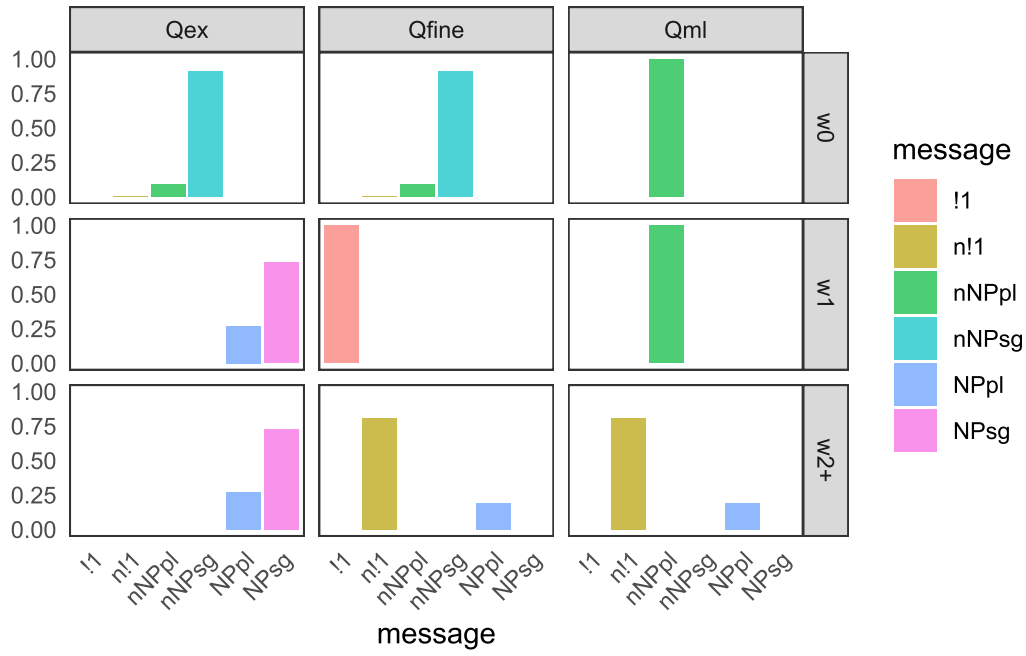 Qex Qfine Qml
1.00
0.75
0.50
0.25
0.00
w0
1.00
0.75
0.50
0.25
0.00
w1
1.00
0.75
0.50
0.25
0.00
w2+
!1 n!1 nNPpl nNPsg NPpl NPsg !1 n!1 nNPpl nNPsg NPpl NPsg !1 n!1 nNPpl nNPsg NPpl NPsg
message
message
!1
n!1
nNPpl
nNPsg
NPpl
NPsg